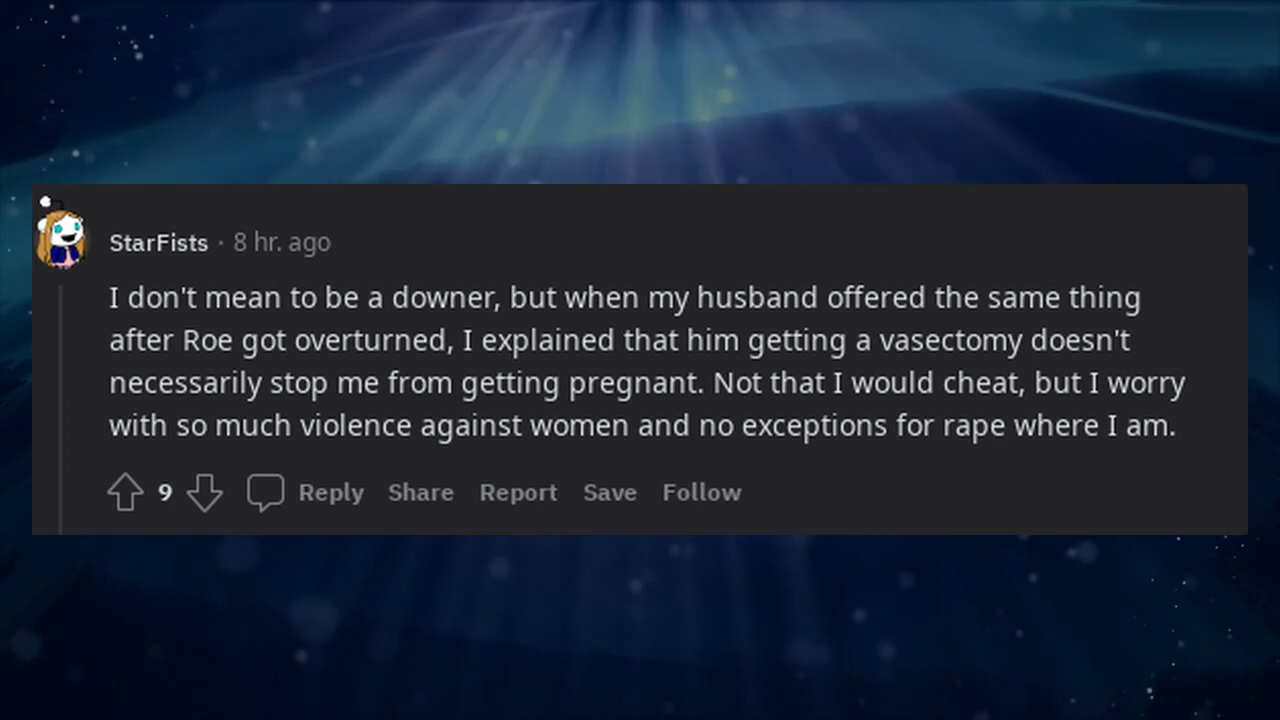 StarFists · 8 hr. ago
I don't mean to be a downer, but when my husband offered the same thing
after Roe got overturned, I explained that him getting a vasectomy doesn't
necessarily stop me from getting pregnant. Not that I would cheat, but I worry
with so much violence against women and no exceptions for rape where I am.
9 Reply Share Report Save Follow